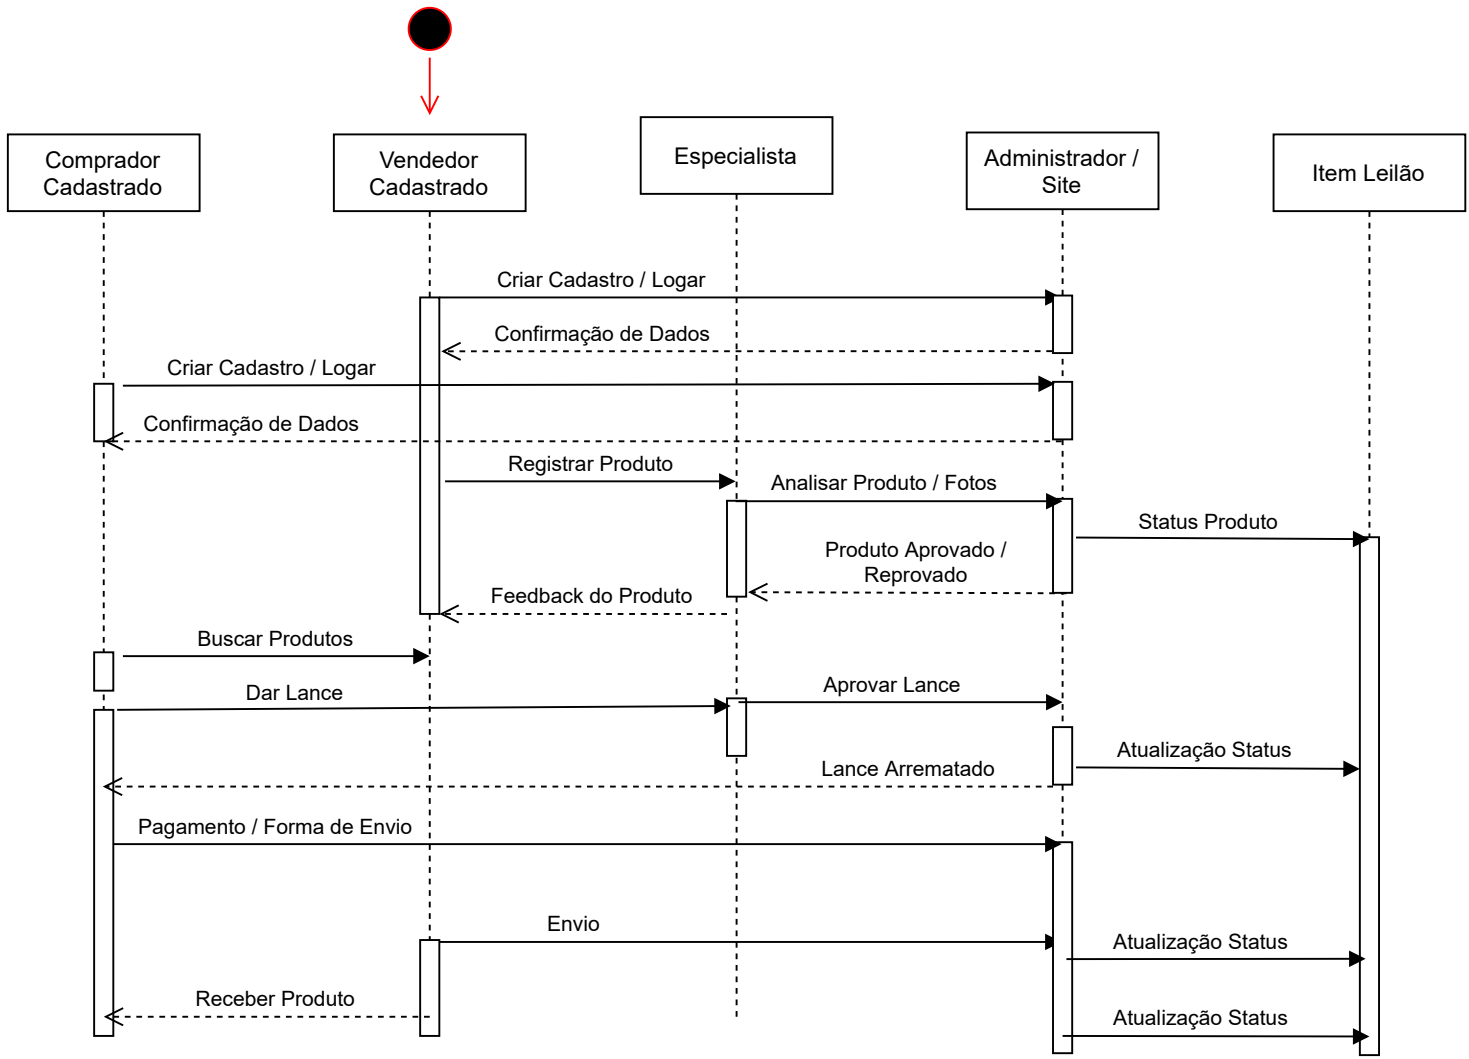 Comprador
Cadastrado
Vendedor
Cadastrado
Especialista
Administrador /
Site
Item Leilão
Criar Cadastro / Logar
Confirmação de Dados
Criar Cadastro / Logar
Confirmação de Dados
Registrar Produto
Analisar Produto / Fotos
Status Produto
Produto Aprovado /
Reprovado
Feedback do Produto
Buscar Produtos
Dar Lance
Aprovar Lance
Atualização Status
Lance Arrematado
Pagamento / Forma de Envio
Envio
Atualização Status
Receber Produto
Atualização Status